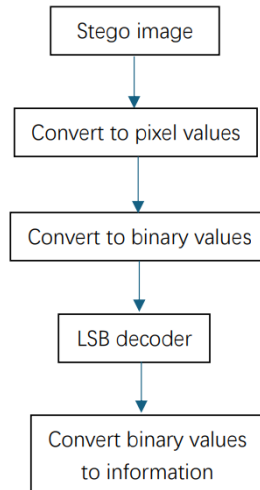 Stego image
Convert to pixel values
Convert to binary values
LSB decoder
Convert binary values
to information